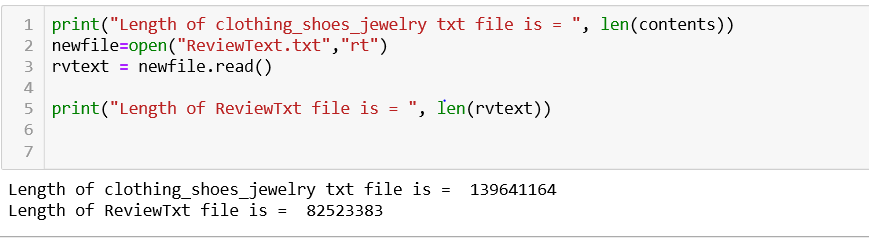 1 print("Length of clothing_shoes_jewelry txt file is = ", len(contents))
2 newfile=open("ReviewText.txt","rt")
3 rvtext = newfile.read()
4
5 print("Length of ReviewTxt file is = ", len(rvtext))
6
7
Length of clothing_shoes_jewelry txt file is =  139641164
Length of ReviewTxt file is =  82523383